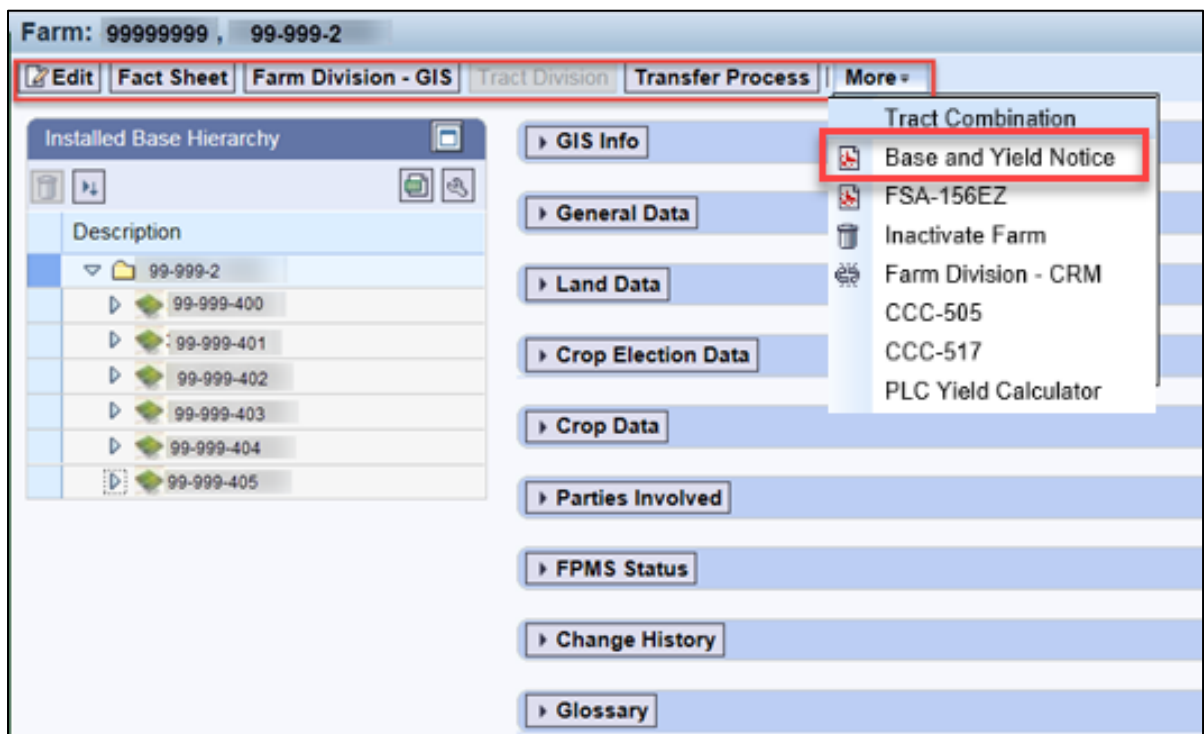 Farm: 99999999 , 99-999-2
Edit Fact Sheet Farm Division - GIS Tract Division Transfer Process More
Tract Combination
Base and Yield Notice
FSA-156EZ
Inactivate Farm
Farm Division - CRM
CCC-505
CCC-517
PLC Yield Calculator
Installed Base Hierarchy
Description
99-999-2
99-999-400
99-999-401
99-999-402
99-999-403
99-999-404
99-999-405
GIS Info
General Data
Land Data
Crop Election Data
Crop Data
Parties Involved
FPMS Status
Change History
Glossary